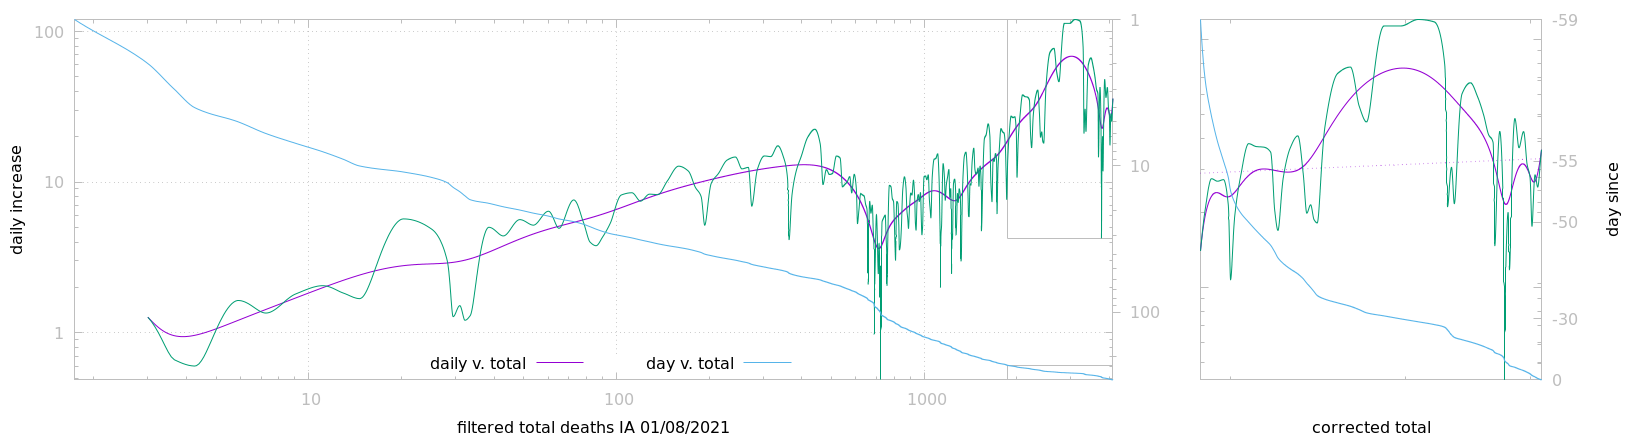 100
10
1
daily increase
10
100
1000
filtered total deaths IA 01/08/2021
daily v. total
day v. total
1
10
100
-59
-55
-50
-30
0
day since
corrected total